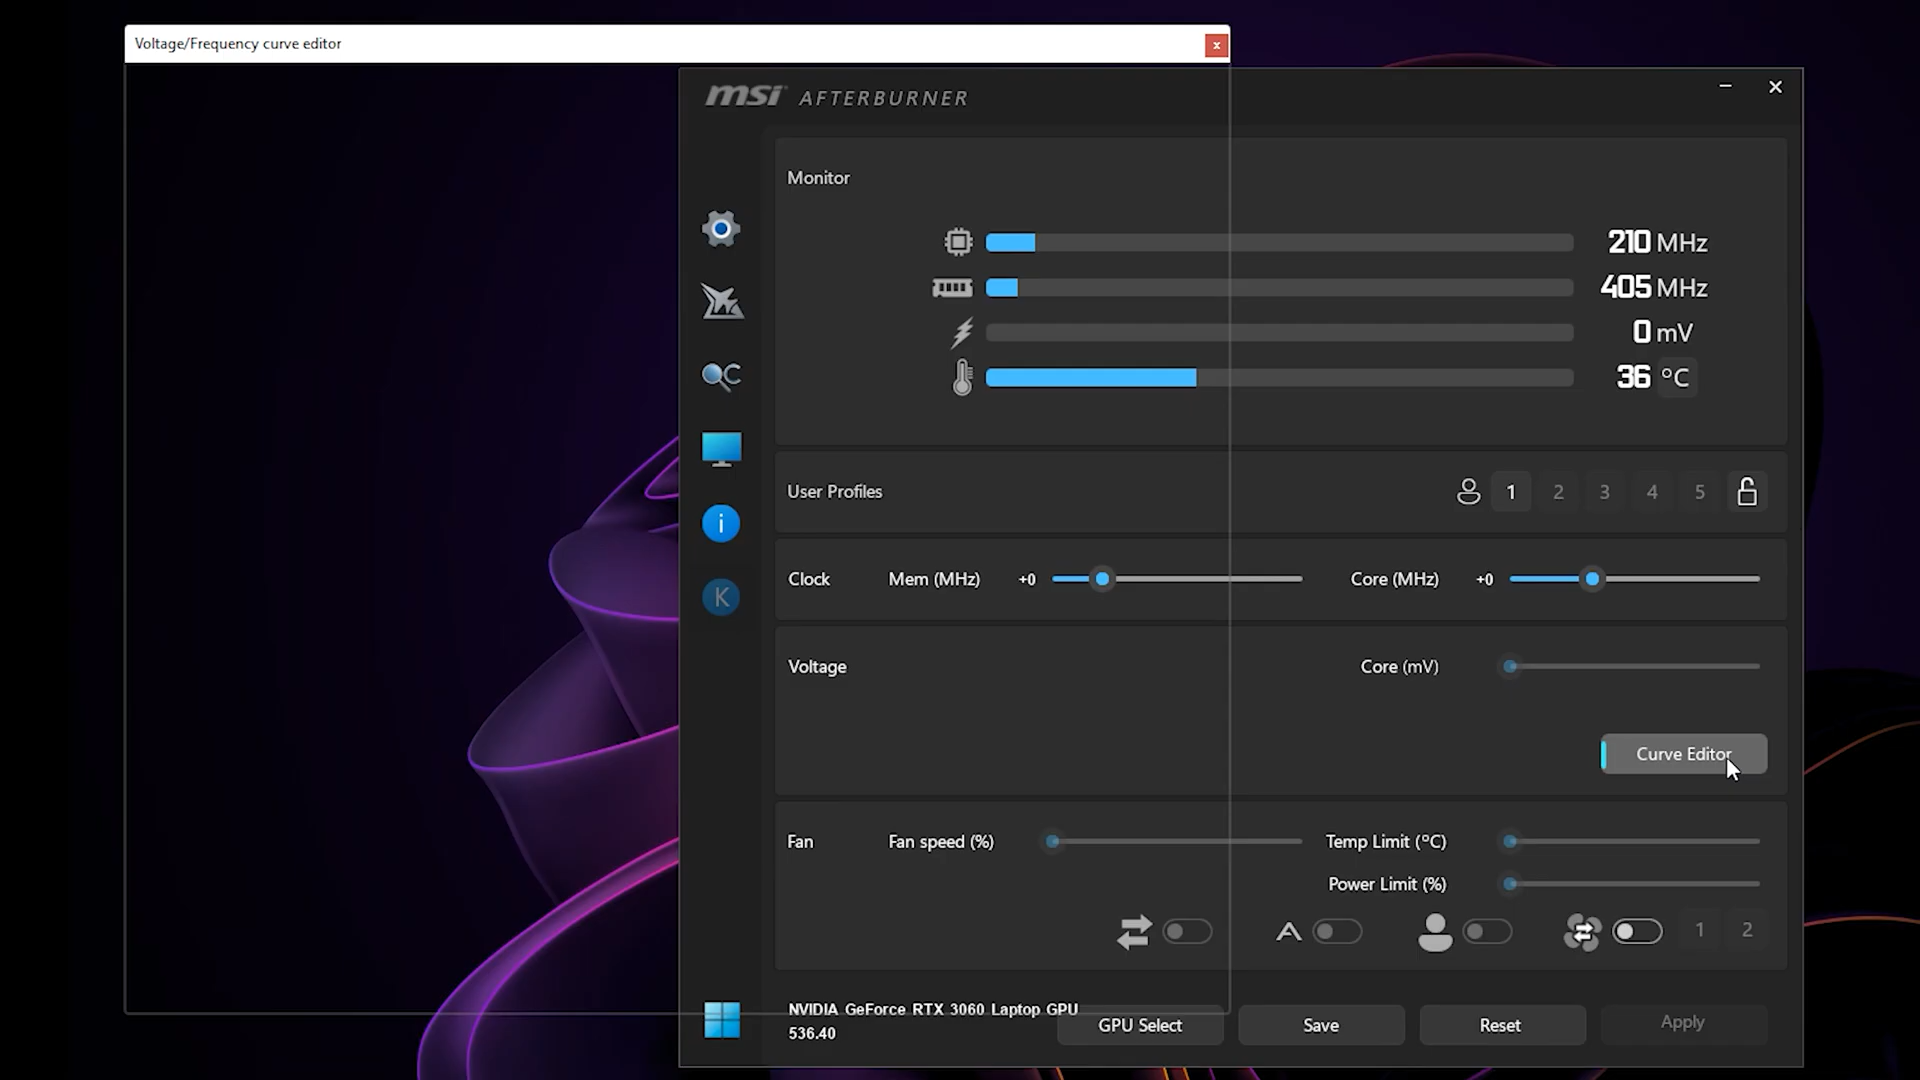 Voltage/Frequency curve editor
x
msi AFTERBURNER
Monitor
210 MHz
405 MHz
0 mV
36 °C
User Profiles
1 2 3 4 5
Clock Mem (MHz) +0 Core (MHz) +0
Voltage Core (mV)
Curve Editor
Fan Fan speed (%) Temp Limit (°C)
Power Limit (%)
1 2
C
i
K
NVIDIA GeForce RTX 3060 Laptop GPU
536.40
GPU Select Save Reset Apply